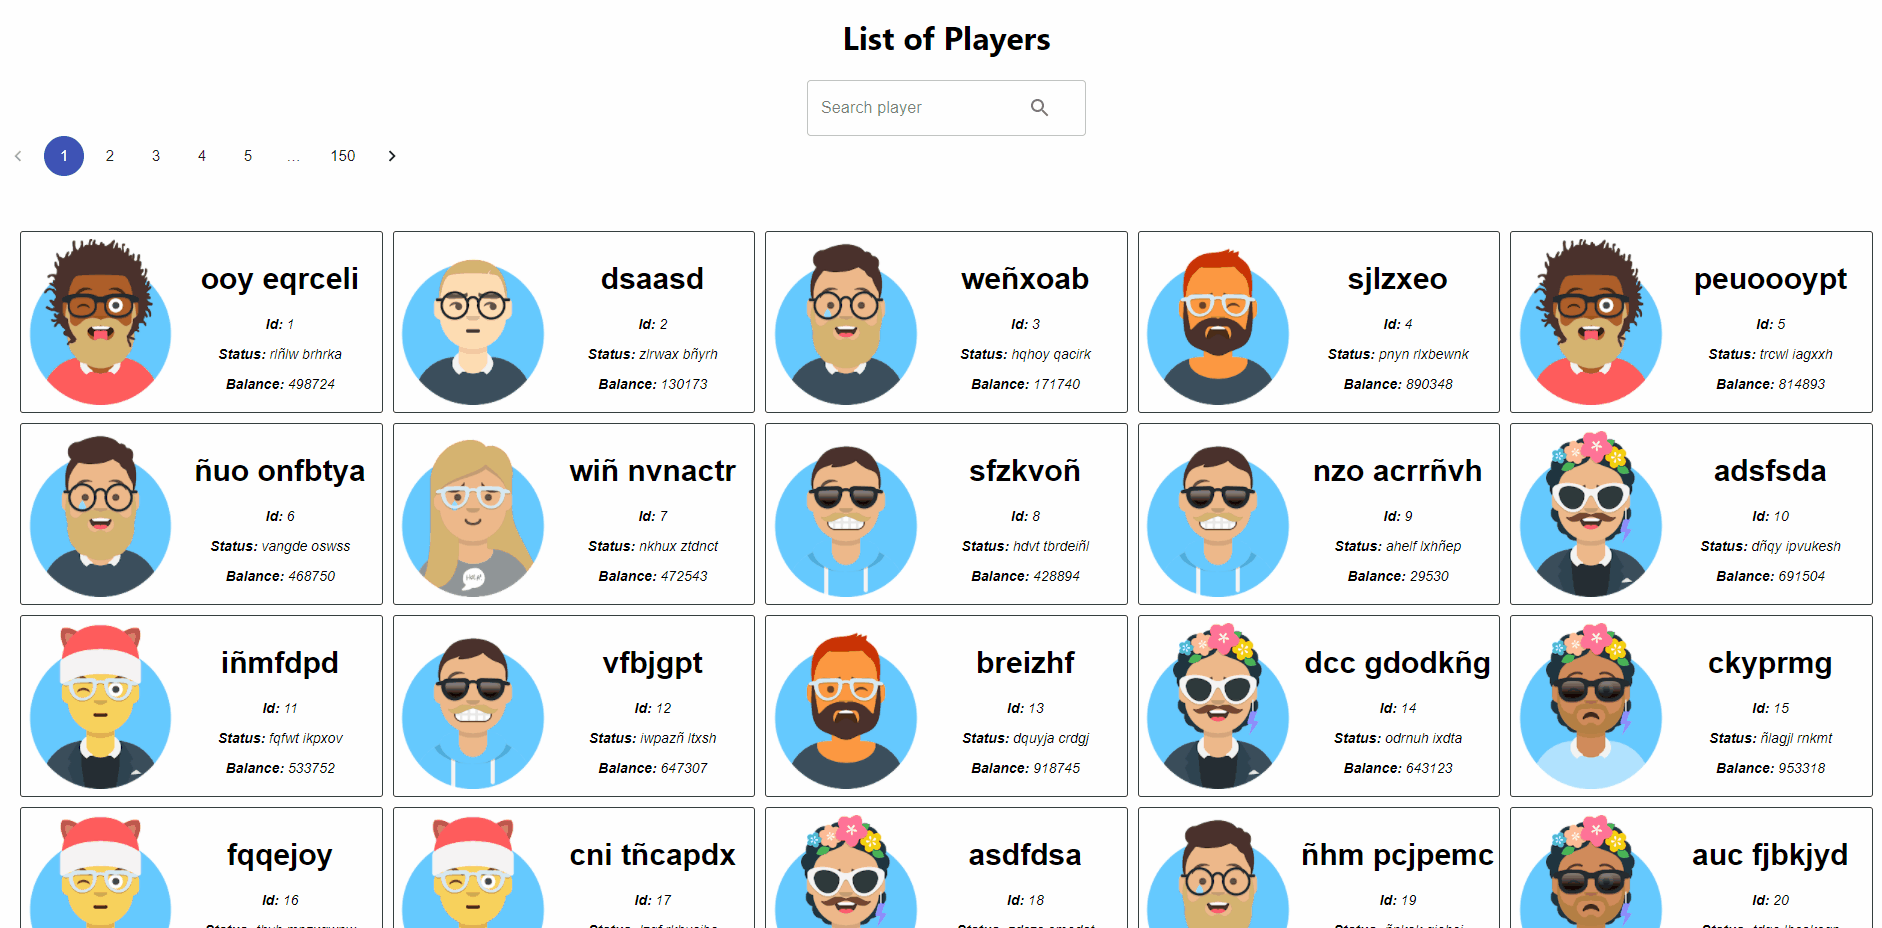 List of Players
Search player
1 2 3 4 5 ... 150
ooy eqrceli
Id: 1
Status: rlñlw brhrka
Balance: 498724
dsaasd
Id: 2
Status: zlrwax bñyrh
Balance: 130173
weñxoab
Id: 3
Status: hqhoy qacirk
Balance: 171740
sjlzxeo
Id: 4
Status: pnyn rlxbewnk
Balance: 890348
peuoooypt
Id: 5
Status: trcwl iagxxh
Balance: 814893
ñuo onfbtya
Id: 6
Status: vangde oswss
Balance: 468750
wiñ nvnactr
Id: 7
Status: nkhux ztdnct
Balance: 472543
sfzkvoñ
Id: 8
Status: hdvt tbrdeiñl
Balance: 428894
nzo acrrñvh
Id: 9
Status: ahelf lxhñep
Balance: 29530
adsfsda
Id: 10
Status: dñqy ipvukesh
Balance: 691504
iñmfdpd
Id: 11
Status: fqfwt ikpxov
Balance: 533752
vfbjgpt
Id: 12
Status: iwpazñ ltxsh
Balance: 647307
breizhf
Id: 13
Status: dquyja crdgj
Balance: 918745
dcc gdodkñg
Id: 14
Status: odrnuh ixdta
Balance: 643123
ckyprmg
Id: 15
Status: ñlagjl rnkmt
Balance: 953318
fqqejoy
Id: 16
Status:
cni tñcapdx
Id: 17
Status:
asdfdsa
Id: 18
Status:
ñhm pcjpemc
Id: 19
Status:
auc fjbkjyd
Id: 20
Status: